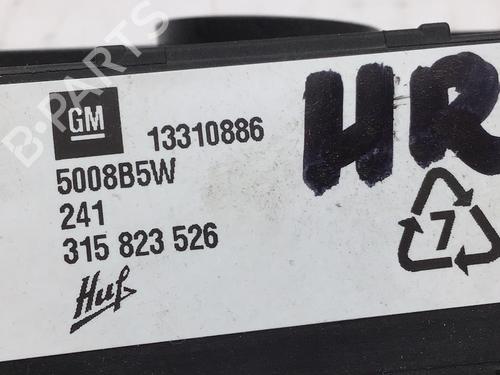 B-PARTS
GM 13310886
5008B5W
241
315 823 526
Huf
HR
7